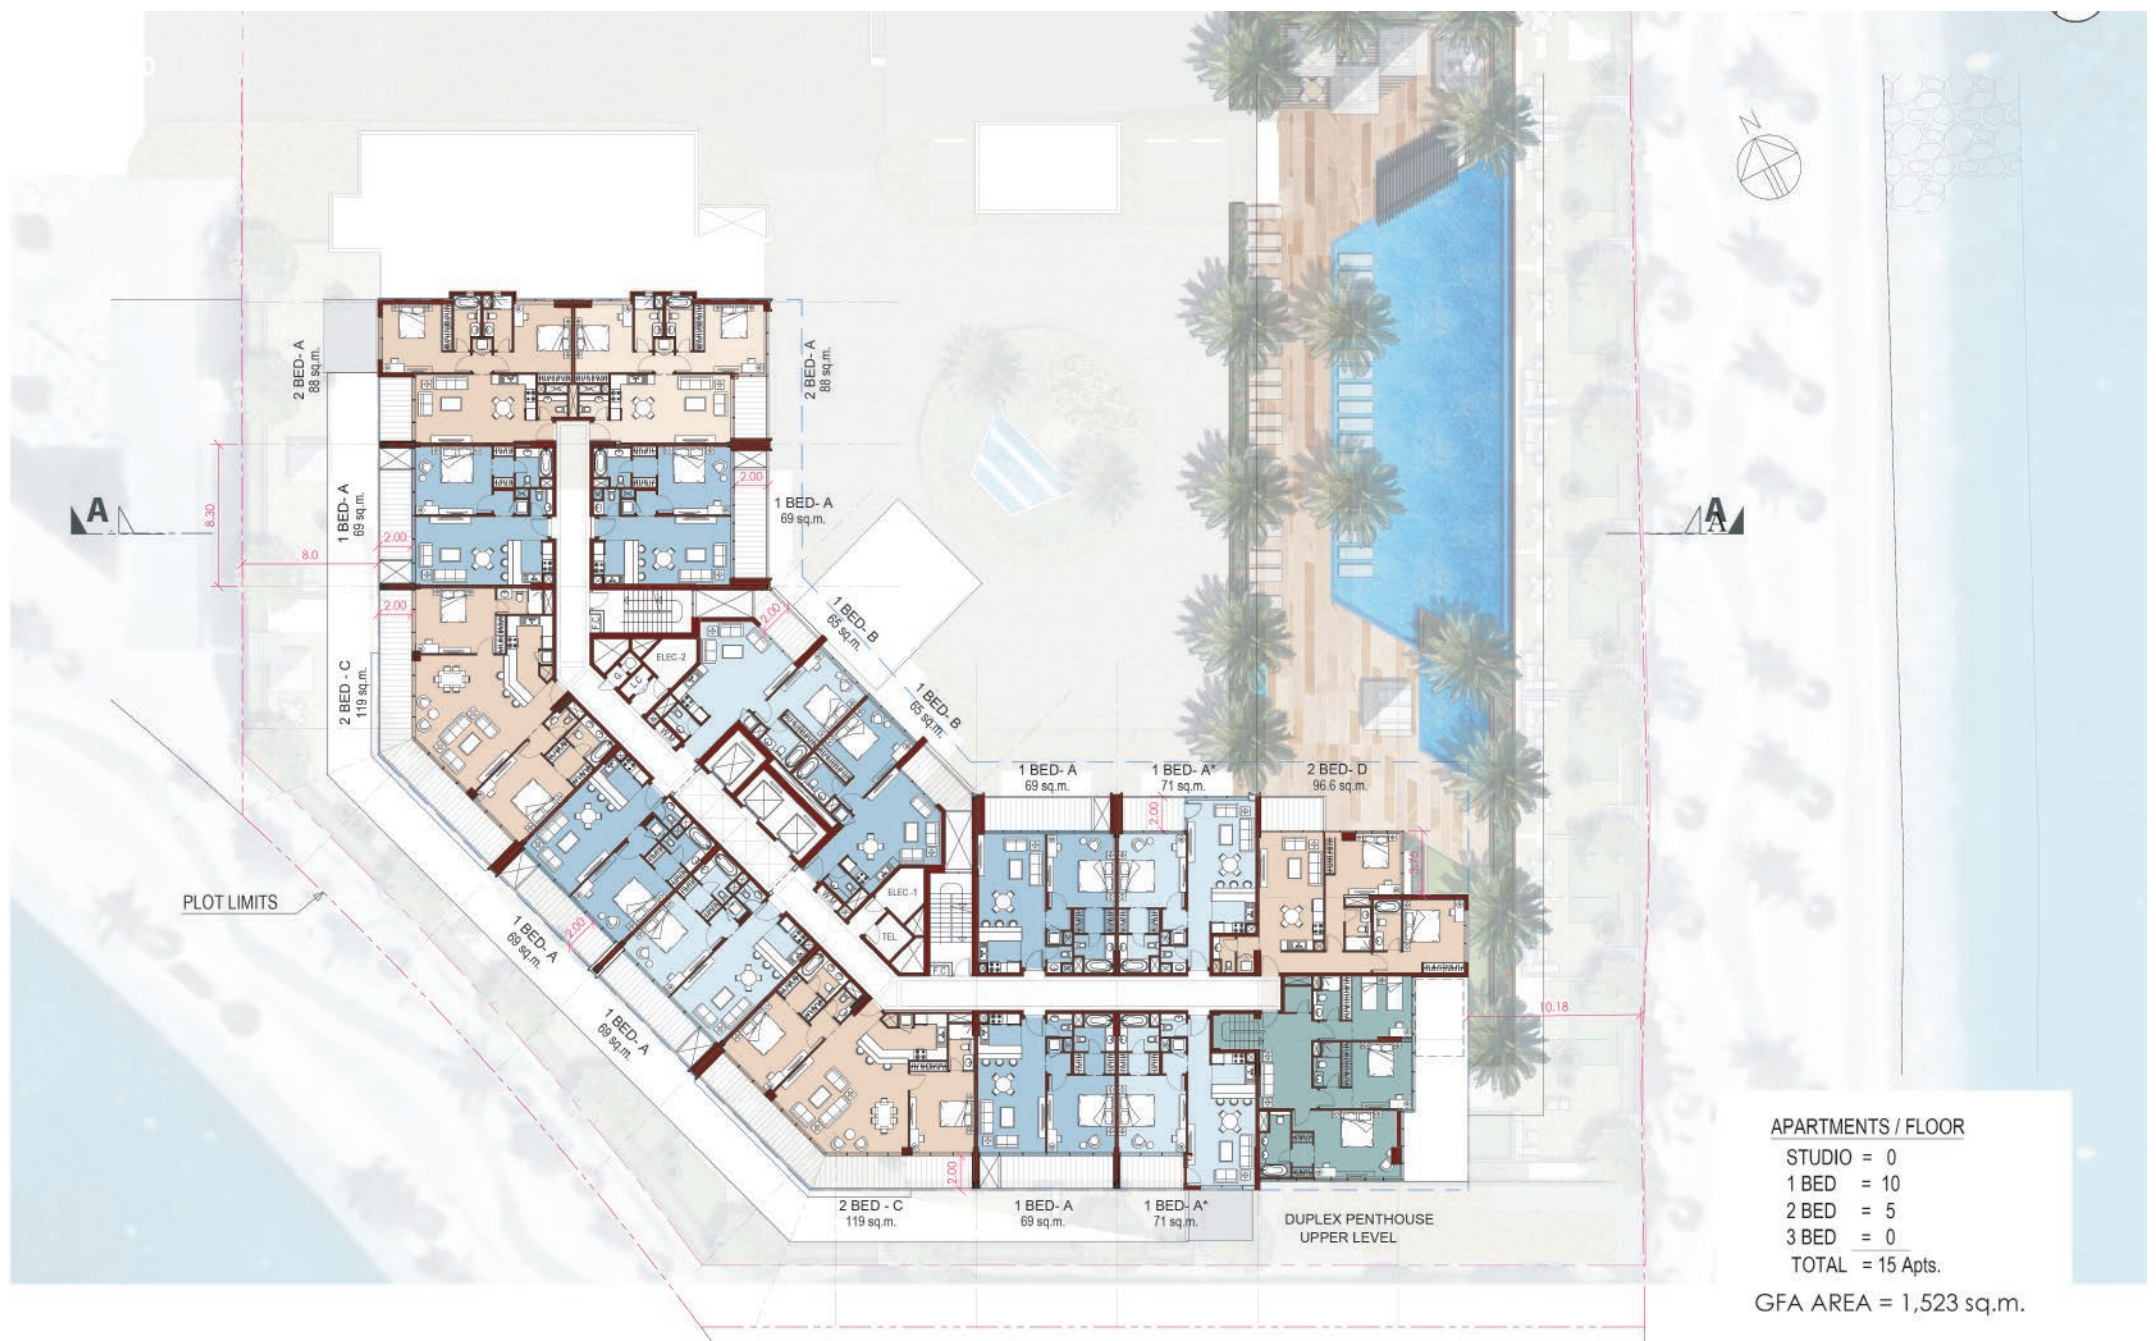 N
2 BED- A
88 sq.m.
2 BED- A
88 sq.m.
1 BED- A
69 sq.m.
1 BED- A
69 sq.m.
2.00
8.30
2.00
8.0
A
A
A
2.00
2.00
1 BED- B
65 sq.m.
F.C
ELEC.-2
G.C
2 BED - C
119 sq.m.
1 BED- B
65 sq.m.
1 BED- A
69 sq.m.
1 BED- A*
71 sq.m.
2 BED- D
96.6 sq.m.
2.00
3.75
PLOT LIMITS
ELEC.-1
TEL.
F.C
1 BED- A
69 sq.m.
2.00
1 BED- A
69 sq.m.
10.18
2.00
2 BED - C
119 sq.m.
1 BED- A
69 sq.m.
1 BED- A*
71 sq.m.
DUPLEX PENTHOUSE
UPPER LEVEL
APARTMENTS / FLOOR
STUDIO = 0
1 BED = 10
2 BED = 5
3 BED = 0
TOTAL = 15 Apts.
GFA AREA = 1,523 sq.m.